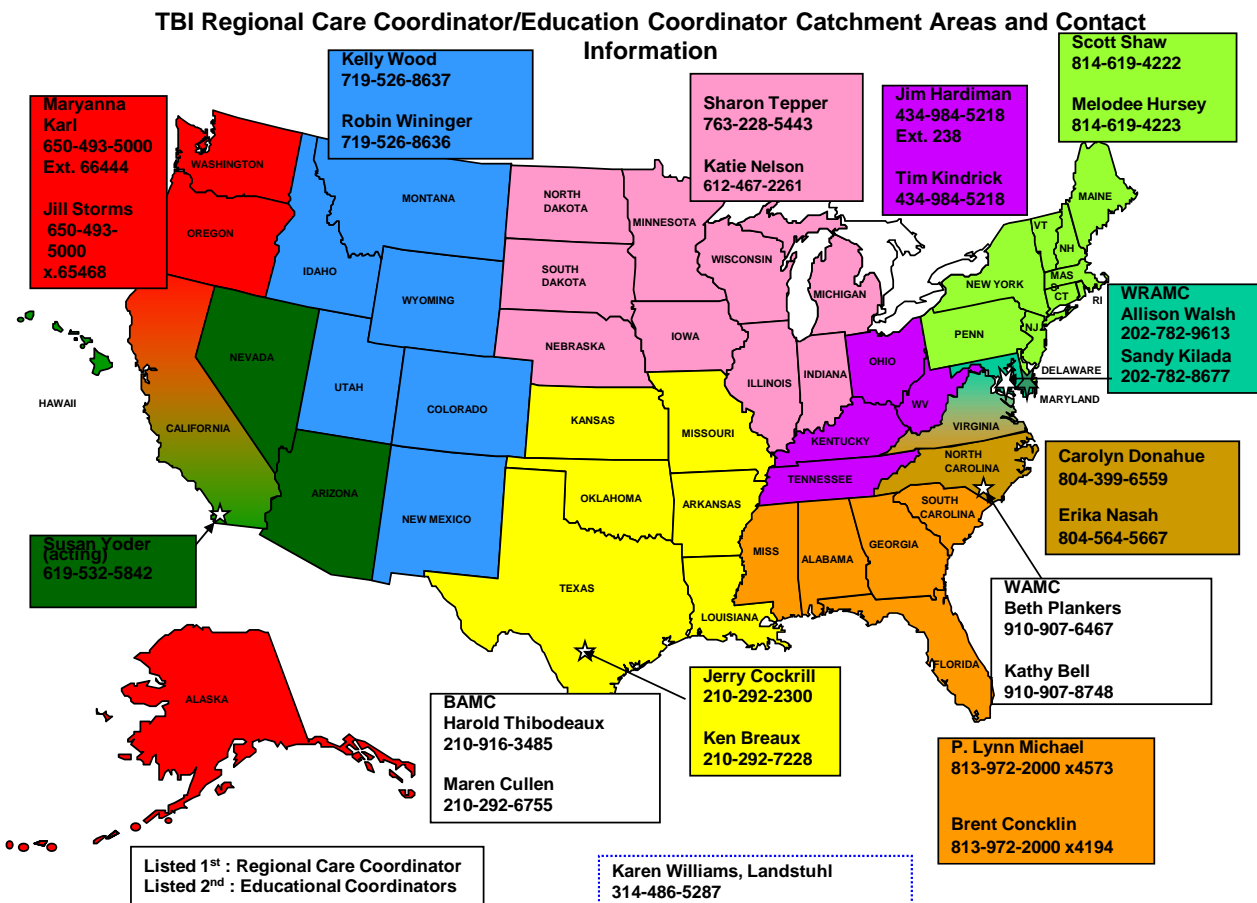 TBI Regional Care Coordinator/Education Coordinator Catchment Areas and Contact
Information
Kelly Wood
719-526-8637
Robin Wininger
719-526-8636
Maryanna
Karl
650-493-5000
Ext. 66444
Jill Storms
650-493-
5000
x.65468
Sharon Tepper
763-228-5443
Katie Nelson
612-467-2261
Jim Hardiman
434-984-5218
Ext. 238
Tim Kindrick
434-984-5218
Scott Shaw
814-619-4222
Melodee Hursey
814-619-4223
WASHINGTON
OREGON
MONTANA
IDAHO
WYOMING
NORTH
DAKOTA
SOUTH
DAKOTA
MINNESOTA
WISCONSIN
MICHIGAN
NEBRASKA
IOWA
ILLINOIS
INDIANA
OHIO
WV
KENTUCKY
TENNESSEE
MAINE
VT
NH
MAS
S
CT
RI
NEW YORK
PENN
NJ
DELAWARE
MARYLAND
WRAMC
Allison Walsh
202-782-9613
Sandy Kilada
202-782-8677
HAWAII
NEVADA
UTAH
COLORADO
CALIFORNIA
ARIZONA
NEW MEXICO
KANSAS
MISSOURI
OKLAHOMA
ARKANSAS
TEXAS
LOUISIANA
VIRGINIA
NORTH
CAROLINA
SOUTH
CAROLINA
MISS
ALABAMA
GEORGIA
FLORIDA
Carolyn Donahue
804-399-6559
Erika Nasah
804-564-5667
Susan Yoder
(acting)
619-532-5842
WAMC
Beth Plankers
910-907-6467
Kathy Bell
910-907-8748
ALASKA
BAMC
Harold Thibodeaux
210-916-3485
Maren Cullen
210-292-6755
Jerry Cockrill
210-292-2300
Ken Breaux
210-292-7228
P. Lynn Michael
813-972-2000 x4573
Brent Concklin
813-972-2000 x4194
Listed 1st : Regional Care Coordinator
Listed 2nd : Educational Coordinators
Karen Williams, Landstuhl
314-486-5287